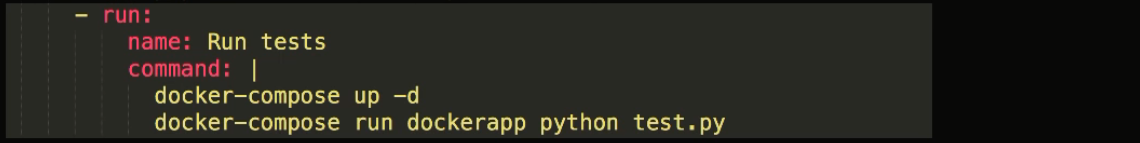 - run:
name: Run tests
command: |
docker-compose up -d
docker-compose run dockerapp python test.py